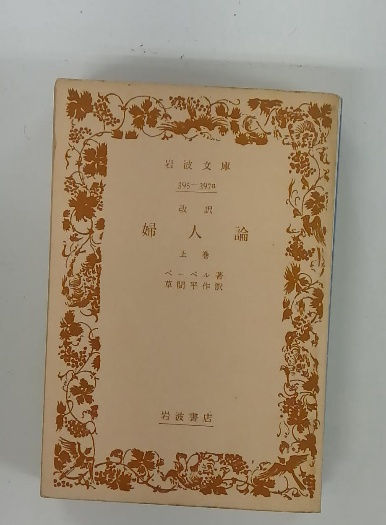 岩波文庫
395—397a
改訳
婦人論
上巻
ベーベル著
草間平作訳
岩波書店